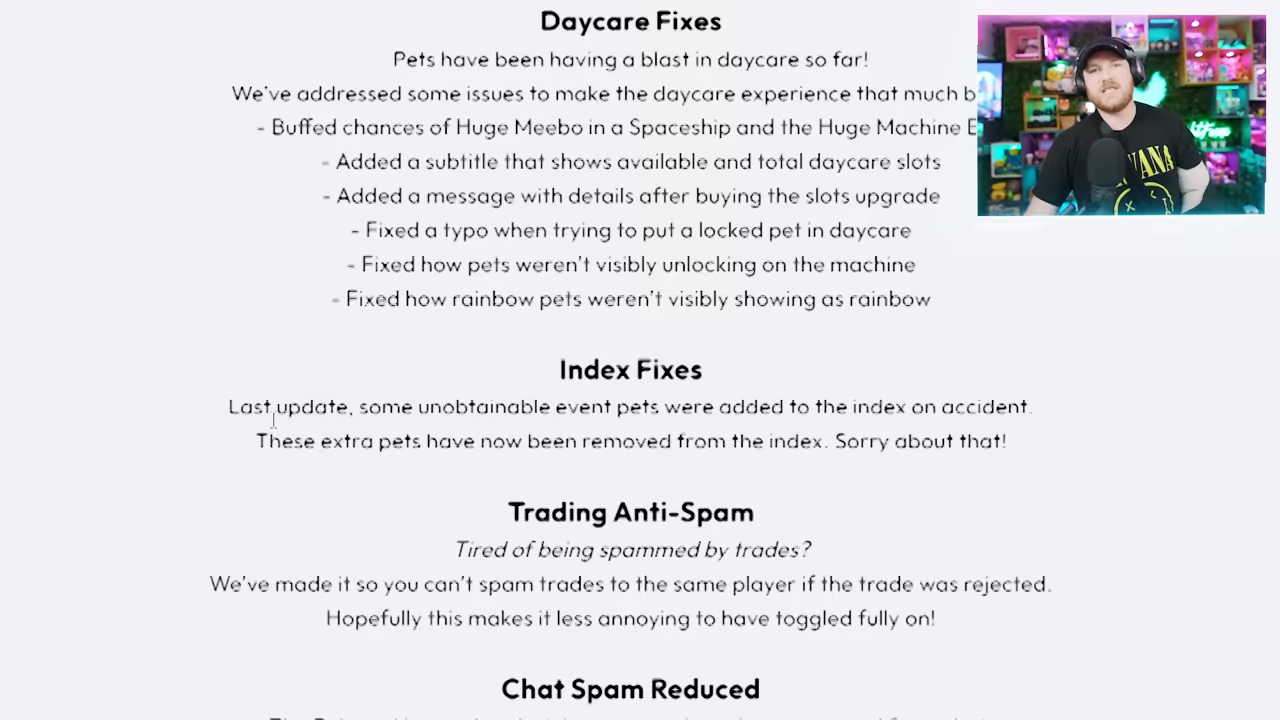 Daycare Fixes
Pets have been having a blast in daycare so far!
We've addressed some issues to make the daycare experience that much
- Buffed chances of Huge Meebo in a Spaceship and the Huge Machine
- Added a subtitle that shows available and total daycare slots
- Added a message with details after buying the slots upgrade
- Fixed a typo when trying to put a locked pet in daycare
- Fixed how pets weren't visibly unlocking on the machine
- Fixed how rainbow pets weren't visibly showing as rainbow
Index Fixes
Last update, some unobtainable event pets were added to the index on accident.
These extra pets have now been removed from the index. Sorry about that!
Trading Anti-Spam
Tired of being spammed by trades?
We've made it so you can't spam trades to the same player if the trade was rejected.
Hopefully this makes it less annoying to have toggled fully on!
Chat Spam Reduced